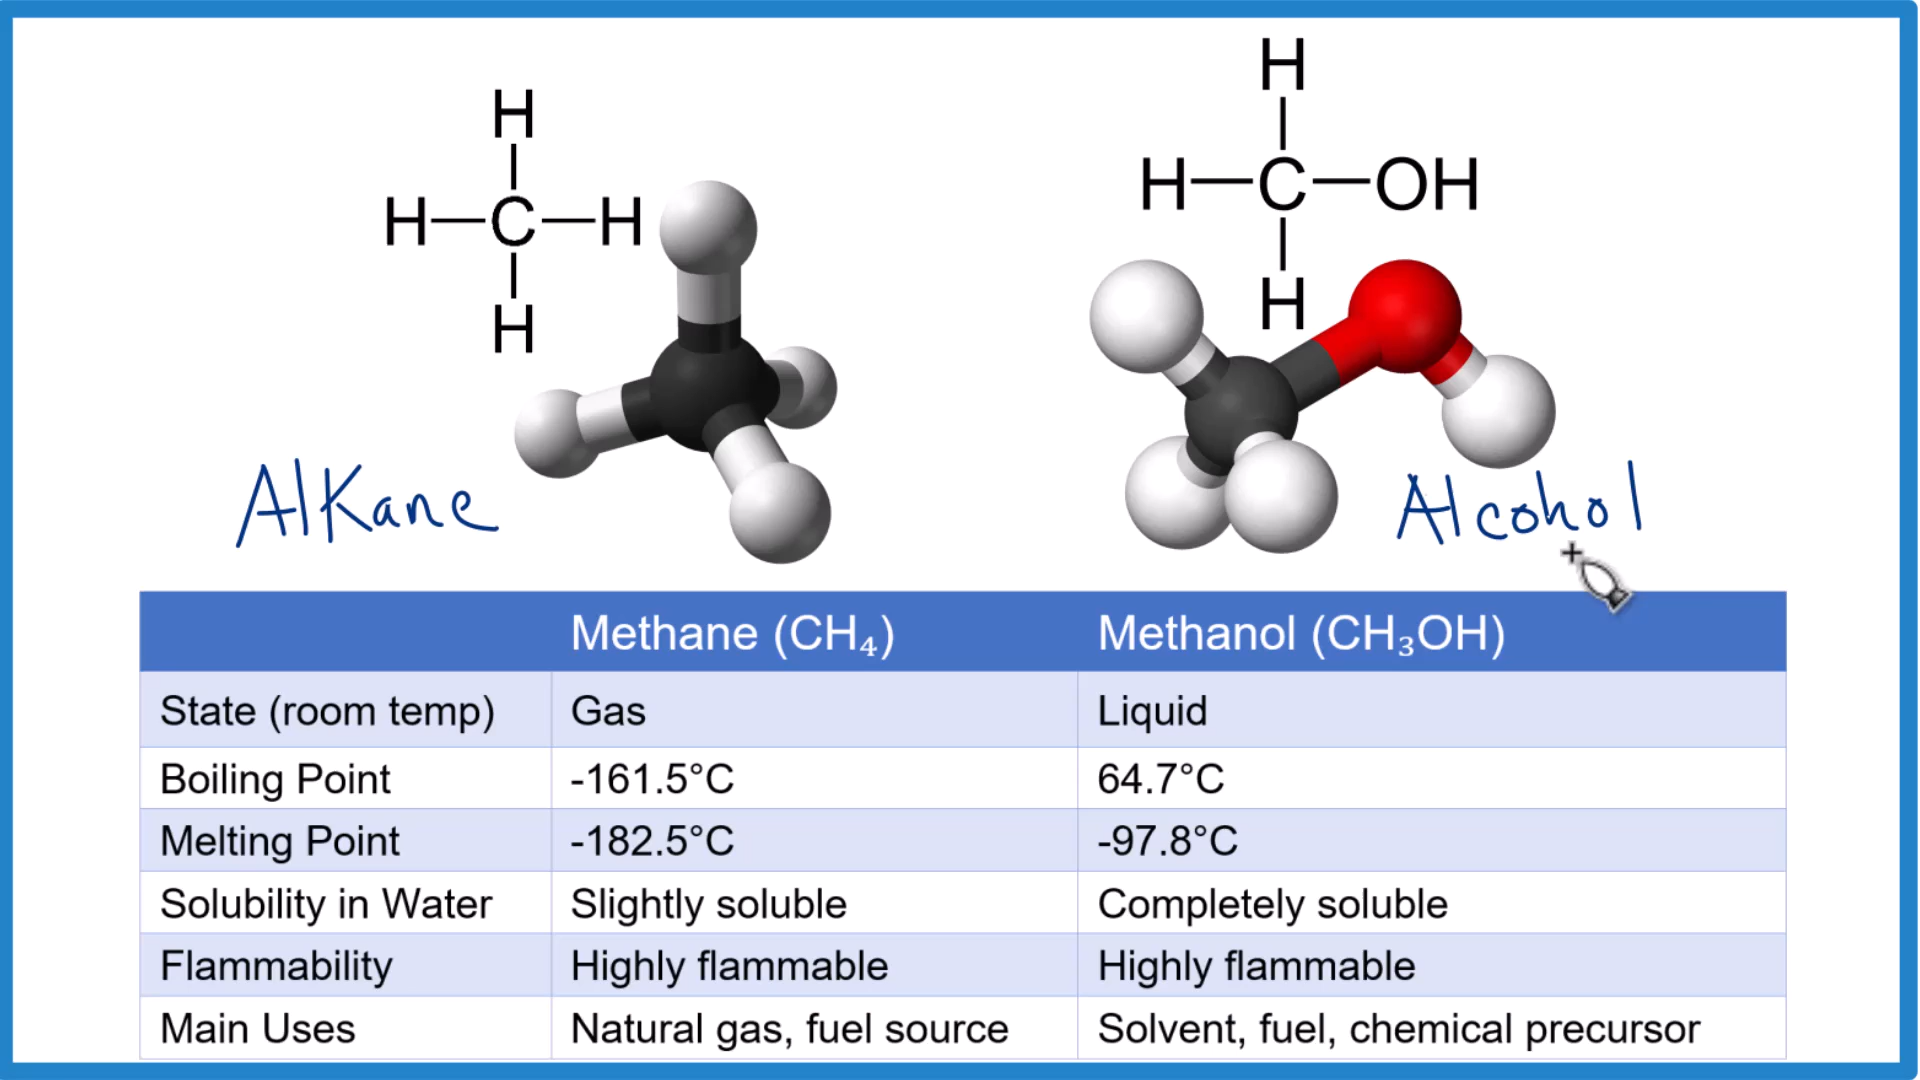 H
H—C—H
H
H
H—C—OH
H
Alkane
Alcohol
Methane (CH₄) Methanol (CH₃OH)
State (room temp) Gas Liquid
Boiling Point -161.5°C 64.7°C
Melting Point -182.5°C -97.8°C
Solubility in Water Slightly soluble Completely soluble
Flammability Highly flammable Highly flammable
Main Uses Natural gas, fuel source Solvent, fuel, chemical precursor